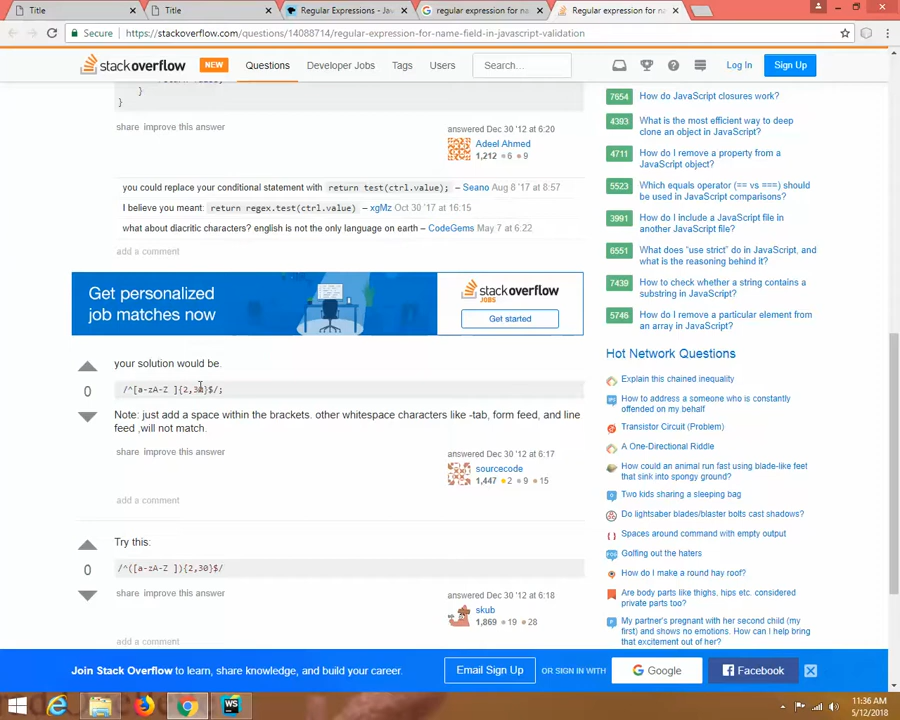 Title
Title
Regular Expressions - Jav
regular expression for na
Regular expression for na
Secure
https://stackoverflow.com/questions/14088714/regular-expression-for-name-field-in-javascript-validation
stackoverflow
NEW
Questions
Developer Jobs
Tags
Users
Search...
Log In
Sign Up
}
}
share improve this answer
answered Dec 30 '12 at 6:20
Adeel Ahmed
1,212 6 9
you could replace your conditional statement with return test(ctrl.value); – Seano Aug 8 '17 at 8:57
I believe you meant: return regex.test(ctrl.value) – xgMz Oct 30 '17 at 16:15
what about diacritic characters? english is not the only language on earth – CodeGems May 7 at 6:22
add a comment
Get personalized
job matches now
stackoverflow
JOBS
Get started
your solution would be.
0
/^[a-zA-Z ]{2,30}$/;
Note: just add a space within the brackets. other whitespace characters like -tab, form feed, and line
feed ,will not match.
share improve this answer
answered Dec 30 '12 at 6:17
sourcecode
1,447 2 9 15
add a comment
Try this:
0
/^([a-zA-Z ]){2,30}$/
share improve this answer
answered Dec 30 '12 at 6:18
skub
1,869 19 28
add a comment
7654 How do JavaScript closures work?
4393 What is the most efficient way to deep
clone an object in JavaScript?
4711 How do I remove a property from a
JavaScript object?
5523 Which equals operator (== vs ===) should
be used in JavaScript comparisons?
3991 How do I include a JavaScript file in
another JavaScript file?
6551 What does "use strict" do in JavaScript,
and what is the reasoning behind it?
7439 How to check whether a string contains a
substring in JavaScript?
5746 How do I remove a particular element from
an array in JavaScript?
Hot Network Questions
Explain this chained inequality
How to address a someone who is constantly
offended on my behalf
Transistor Circuit (Problem)
A One-Directional Riddle
How could an animal run fast using blade-like feet
that sink into spongy ground?
Two kids sharing a sleeping bag
Do lightsaber blades/blaster bolts cast shadows?
Spaces around command with empty output
Golfing out of the haters
How do I make a round hay roof?
Are body parts like thighs, hips etc. considered
private parts too?
My partner's pregnant with her second child (my
first) and shows no emotions. How can I help bring
that excitement out of her?
Join Stack Overflow to learn, share knowledge, and build your career.
Email Sign Up
OR SIGN IN WITH
Google
Facebook
WS
11:36 AM
5/12/2018